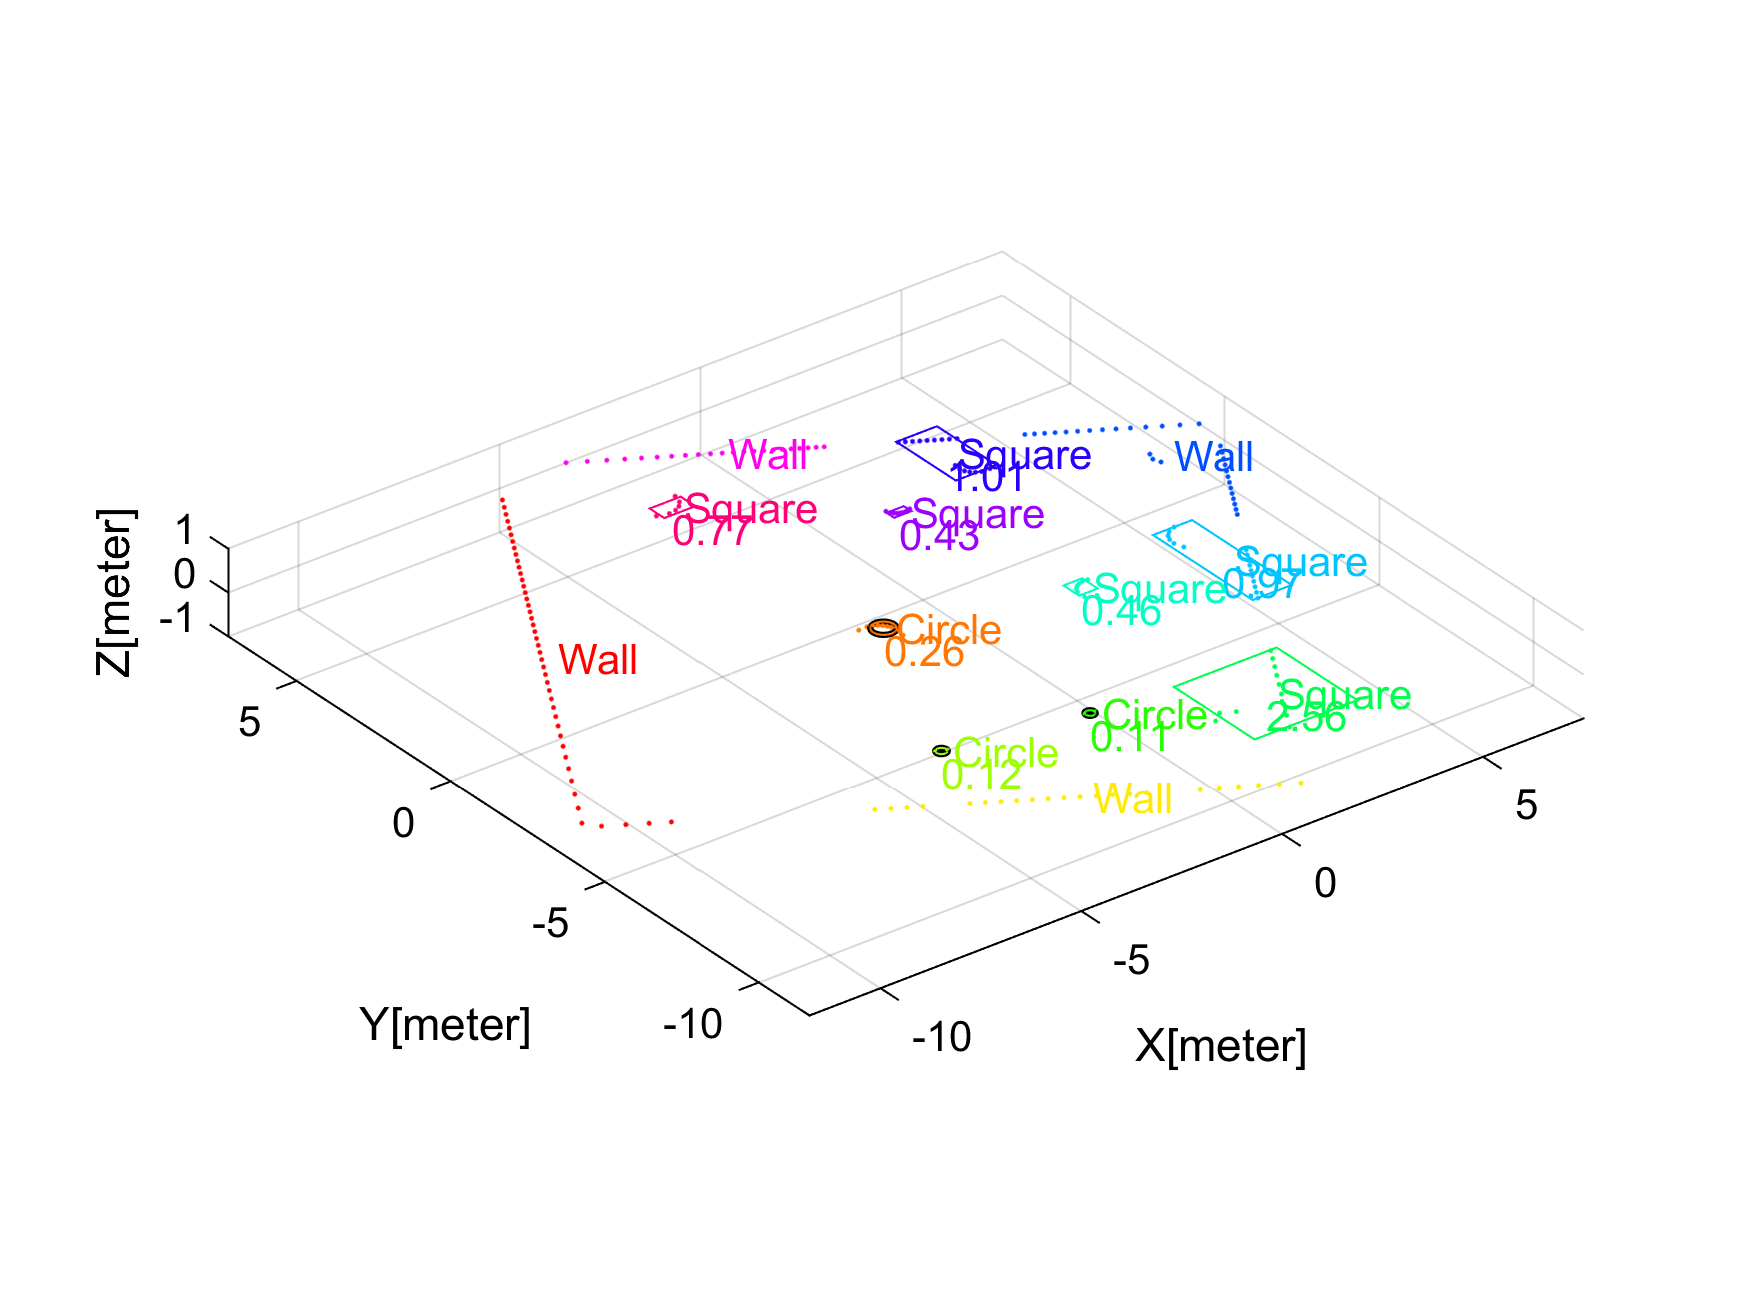 Wall
Square
1.01
Wall
Square
0.77
Square
0.43
Square
0.97
Square
0.46
Circle
0.26
Wall
Square
2.56
Circle
0.11
Circle
0.12
Wall
1
0
-1
Z[meter]
5
0
-5
-10
Y[meter]
5
0
-5
-10
X[meter]